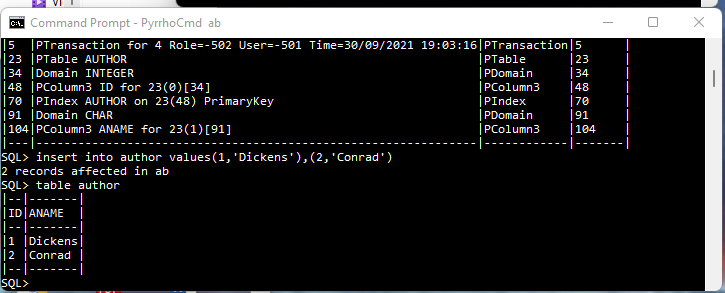 Command Prompt - PyrrhoCmd  ab
|5  |PTransaction for 4 Role=-502 User=-501 Time=30/09/2021 19:03:16|PTransaction|5      |
|23 |PTable AUTHOR                                                  |PTable      |23     |
|34 |Domain INTEGER                                                 |PDomain     |34     |
|48 |PColumn3 ID for 23(0)[34]                                      |PColumn3    |48     |
|70 |PIndex AUTHOR on 23(48) PrimaryKey                             |PIndex      |70     |
|91 |Domain CHAR                                                    |PDomain     |91     |
|104|PColumn3 ANAME for 23(1)[91]                                   |PColumn3    |104    |
|---|---------------------------------------------------------------|------------|-------|
SQL> insert into author values(1,'Dickens'),(2,'Conrad')
2 records affected in ab
SQL> table author
|--|-------|
|ID|ANAME  |
|--|-------|
|1 |Dickens|
|2 |Conrad |
|--|-------|
SQL>